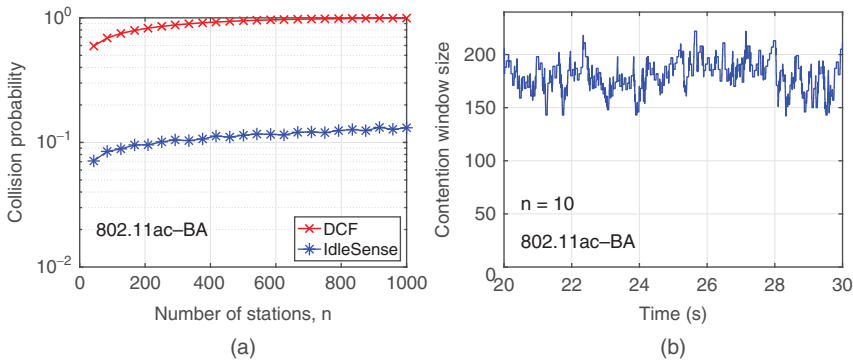 10^0
10^-1
10^-2
Collision probability
802.11ac–BA
DCF
IdleSense
0 200 400 600 800 1000
Number of stations, n
(a)
200
150
100
50
0
Contention window size
n = 10
802.11ac–BA
20 22 24 26 28 30
Time (s)
(b)